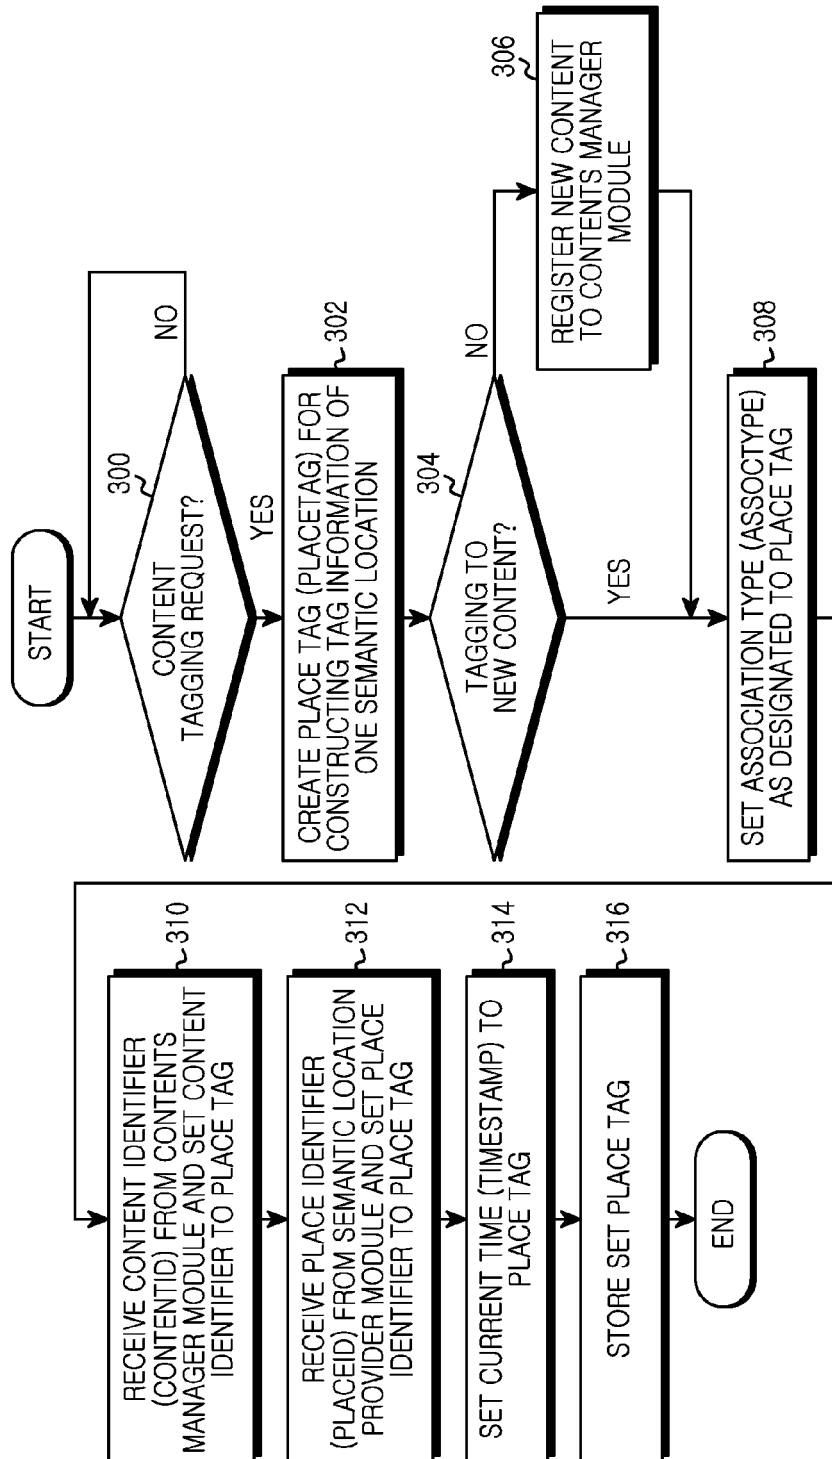 START
CONTENT
TAGGING REQUEST?
300
NO
YES
CREATE PLACE TAG (PLACETAG) FOR
CONSTRUCTING TAG INFORMATION OF
ONE SEMANTIC LOCATION
302
TAGGING TO
NEW CONTENT?
304
NO
YES
REGISTER NEW CONTENT
TO CONTENTS MANAGER
MODULE
306
SET ASSOCIATION TYPE (ASSOCTYPE)
AS DESIGNATED TO PLACE TAG
308
RECEIVE CONTENT IDENTIFIER
(CONTENTID) FROM CONTENTS
MANAGER MODULE AND SET CONTENT
IDENTIFIER TO PLACE TAG
310
RECEIVE PLACE IDENTIFIER
(PLACEID) FROM SEMANTIC LOCATION
PROVIDER MODULE AND SET PLACE
IDENTIFIER TO PLACE TAG
312
SET CURRENT TIME (TIMESTAMP) TO
PLACE TAG
314
STORE SET PLACE TAG
316
END